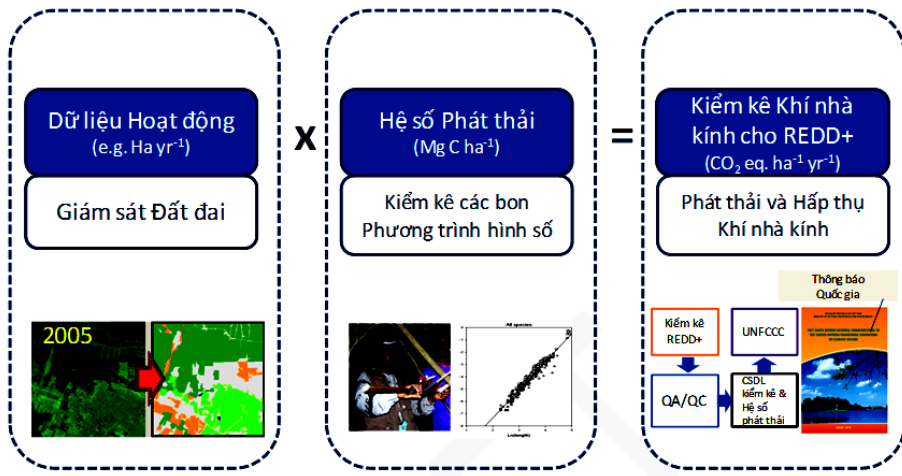 Dữ liệu Hoạt động
(e.g. Ha yr⁻¹)
Giám sát Đất đai
2005
x
Hệ số Phát thải
(Mg C ha⁻¹)
Kiểm kê các bon
Phương trình hình số
All species
Ln(length)
=
Kiểm kê Khí nhà
kính cho REDD+
(CO₂ eq. ha⁻¹ yr⁻¹)
Phát thải và Hấp thụ
Khí nhà kính
Thông báo
Quốc gia
Kiểm kê
REDD+
UNFCCC
QA/QC
CSDL
kiểm kê &
Hệ số
phát thải